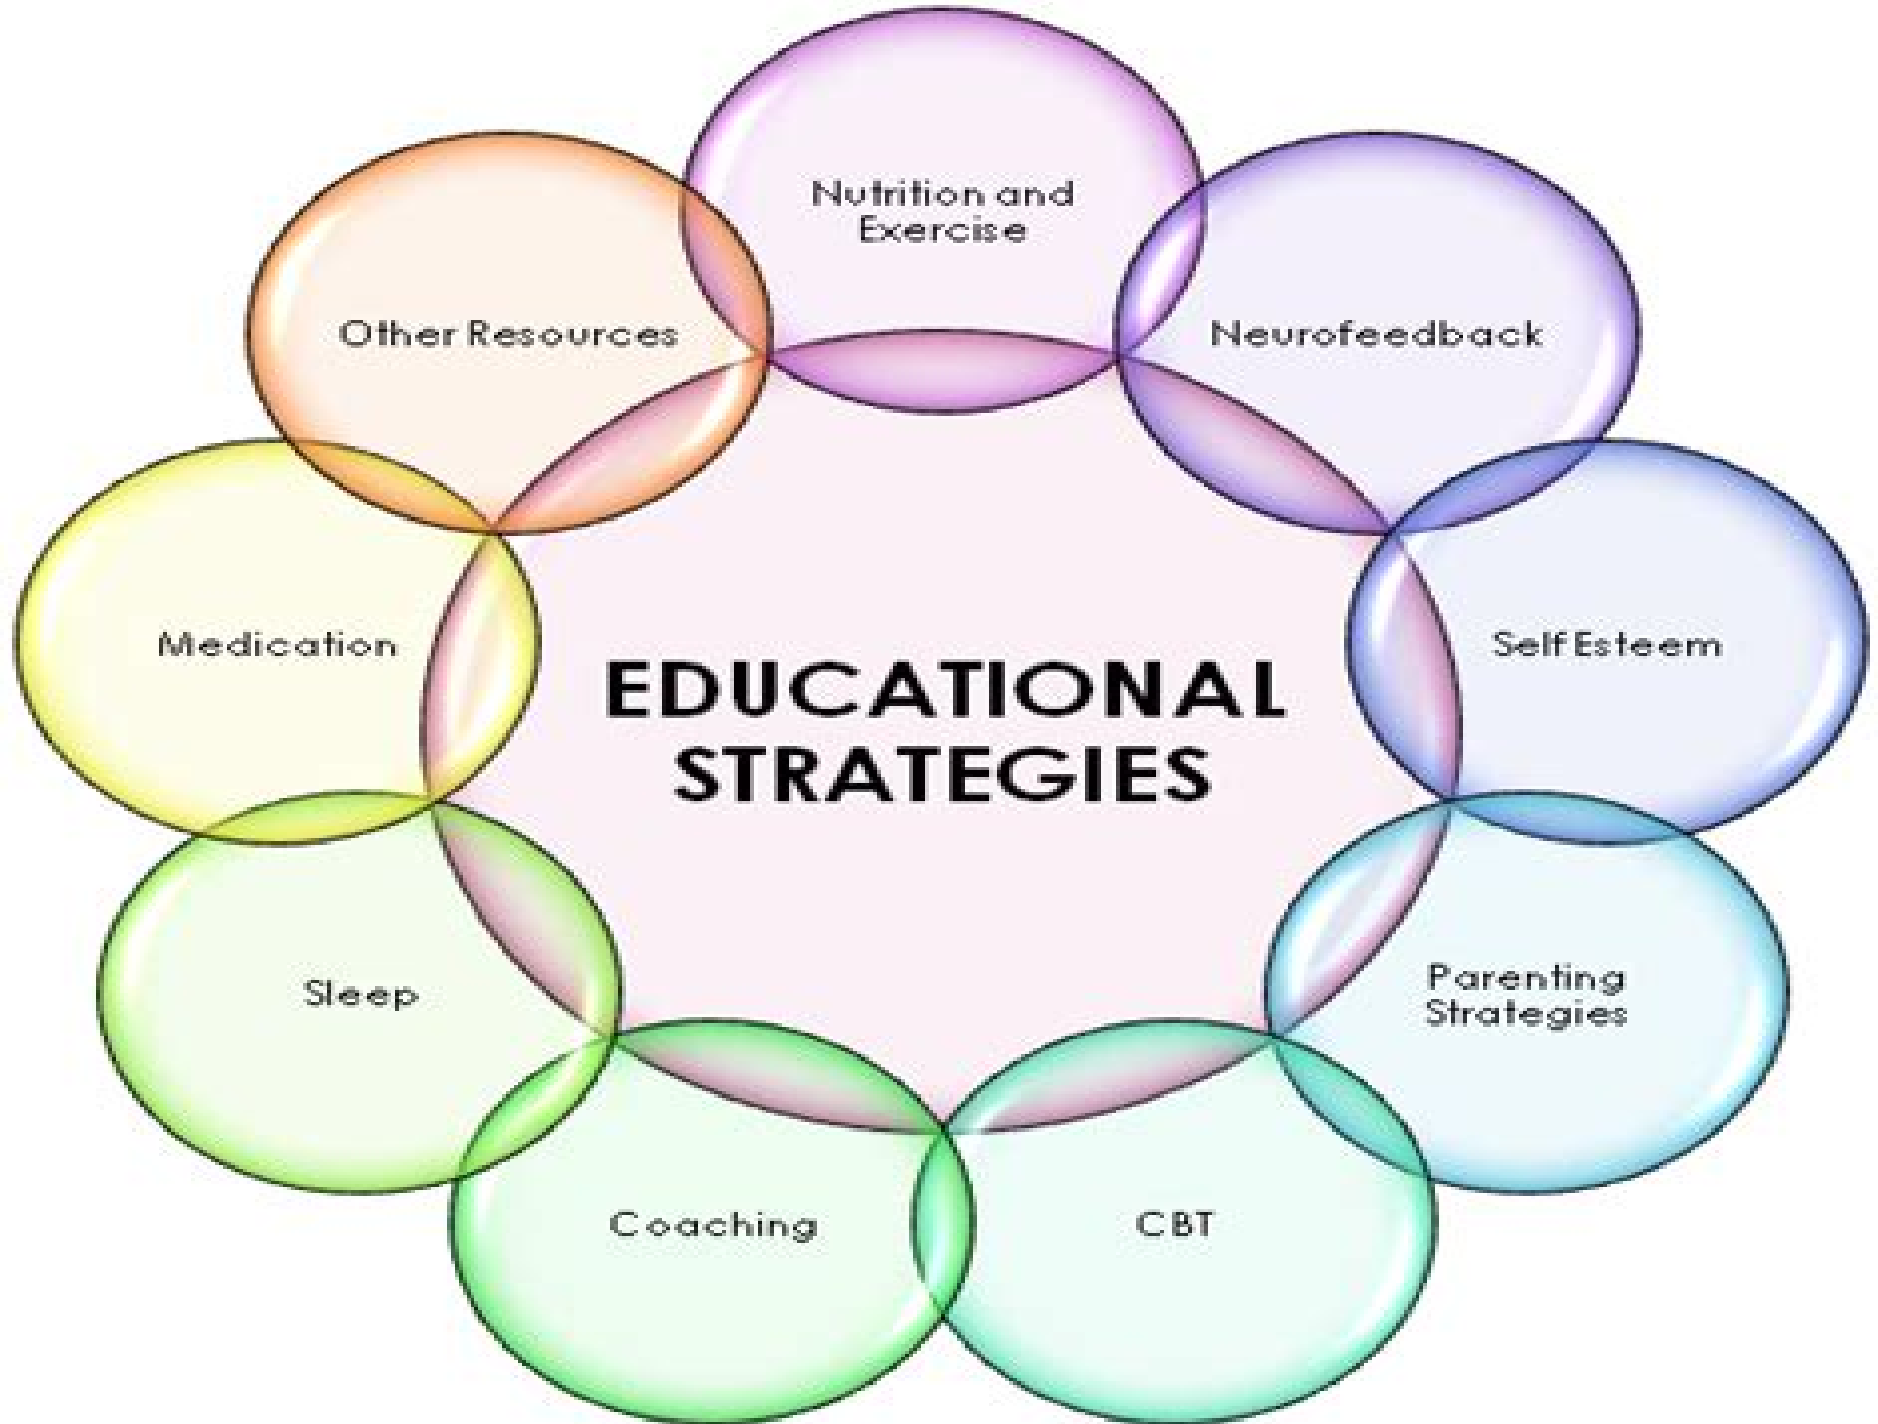 Nutrition and
Exercise
Other Resources
Neurofeedback
Medication
Self Esteem
EDUCATIONAL
STRATEGIES
Sleep
Parenting
Strategies
Coaching
CBT